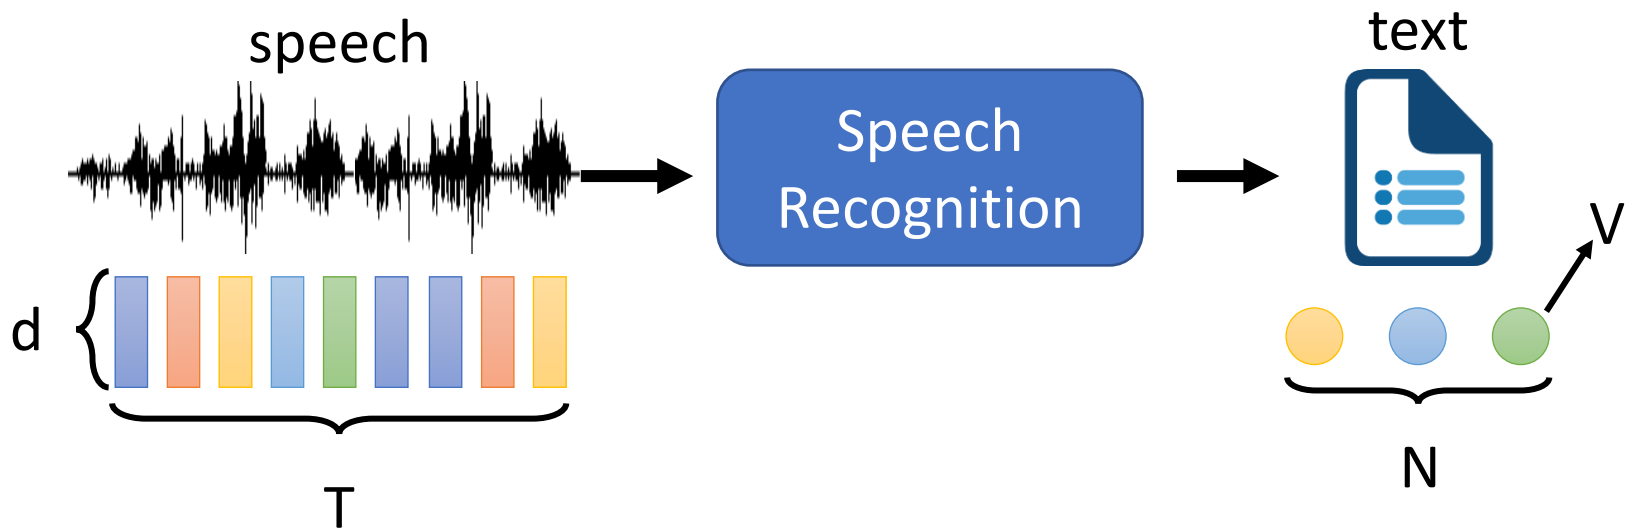 speech
Speech
Recognition
text
d
T
V
N